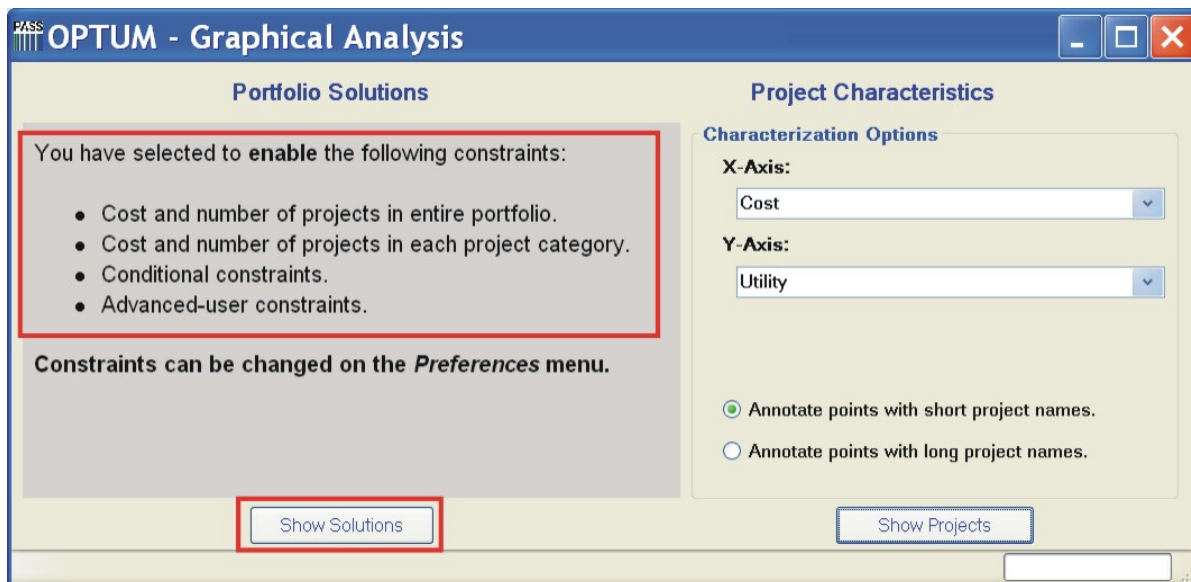 PASS
OPTUM - Graphical Analysis
Portfolio Solutions
You have selected to enable the following constraints:
• Cost and number of projects in entire portfolio.
• Cost and number of projects in each project category.
• Conditional constraints.
• Advanced-user constraints.
Constraints can be changed on the Preferences menu.
Show Solutions
Project Characteristics
Characterization Options
X-Axis:
Cost
Y-Axis:
Utility
Annotate points with short project names.
Annotate points with long project names.
Show Projects